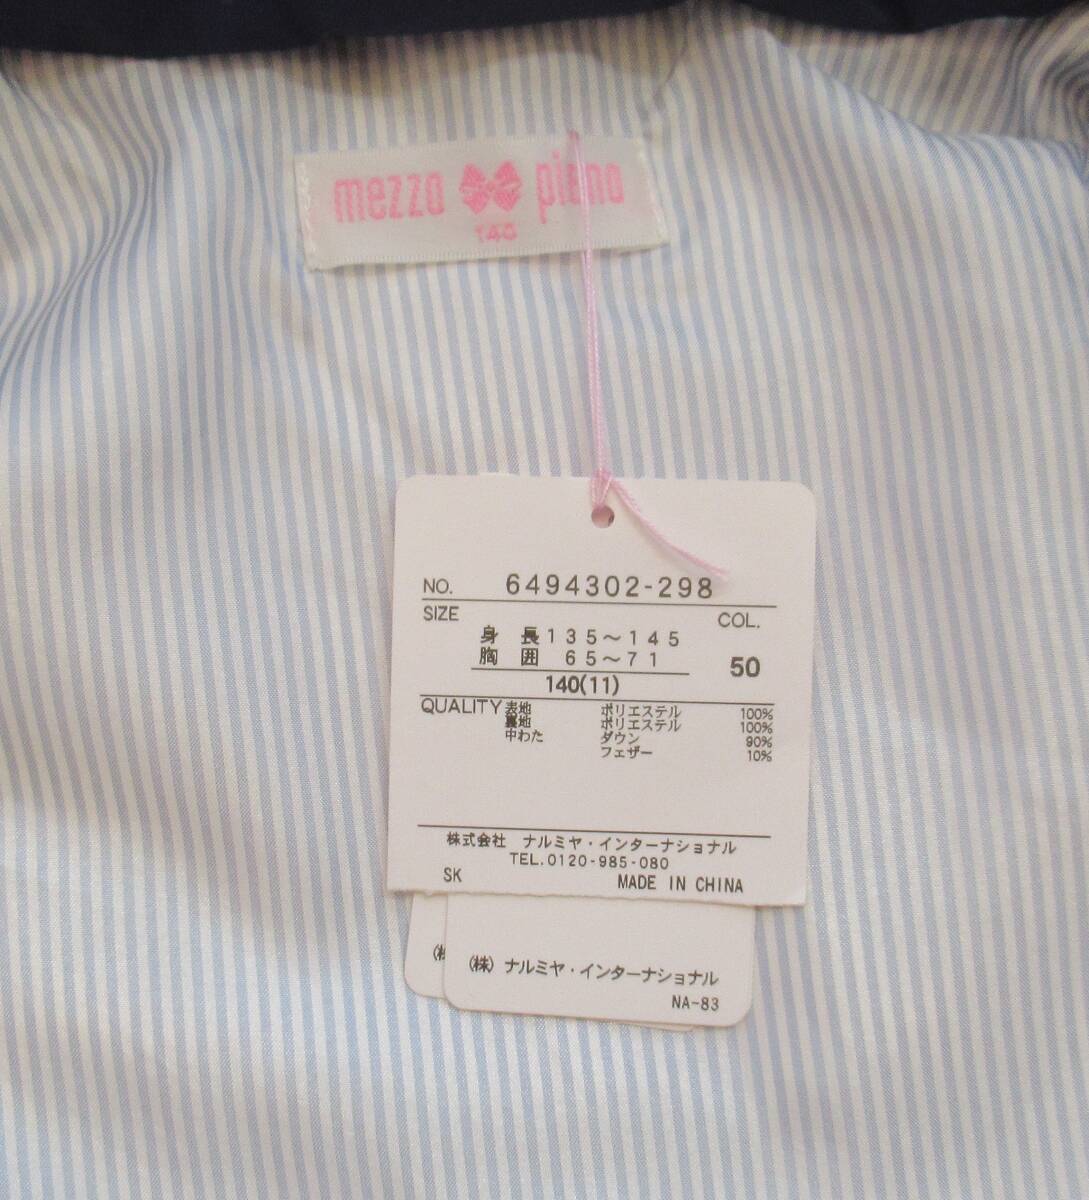 mezzo piano
140
NO. 6494302-298
SIZE COL.
身長135～145
胸囲 65～71
50
140(11)
QUALITY 表地 ポリエステル 100%
裏地 ポリエステル 100%
中わた ダウン 90%
フェザー 10%
株式会社 ナルミヤ・インターナショナル
TEL.0120-985-080
SK MADE IN CHINA
(株) ナルミヤ・インターナショナル
NA-83